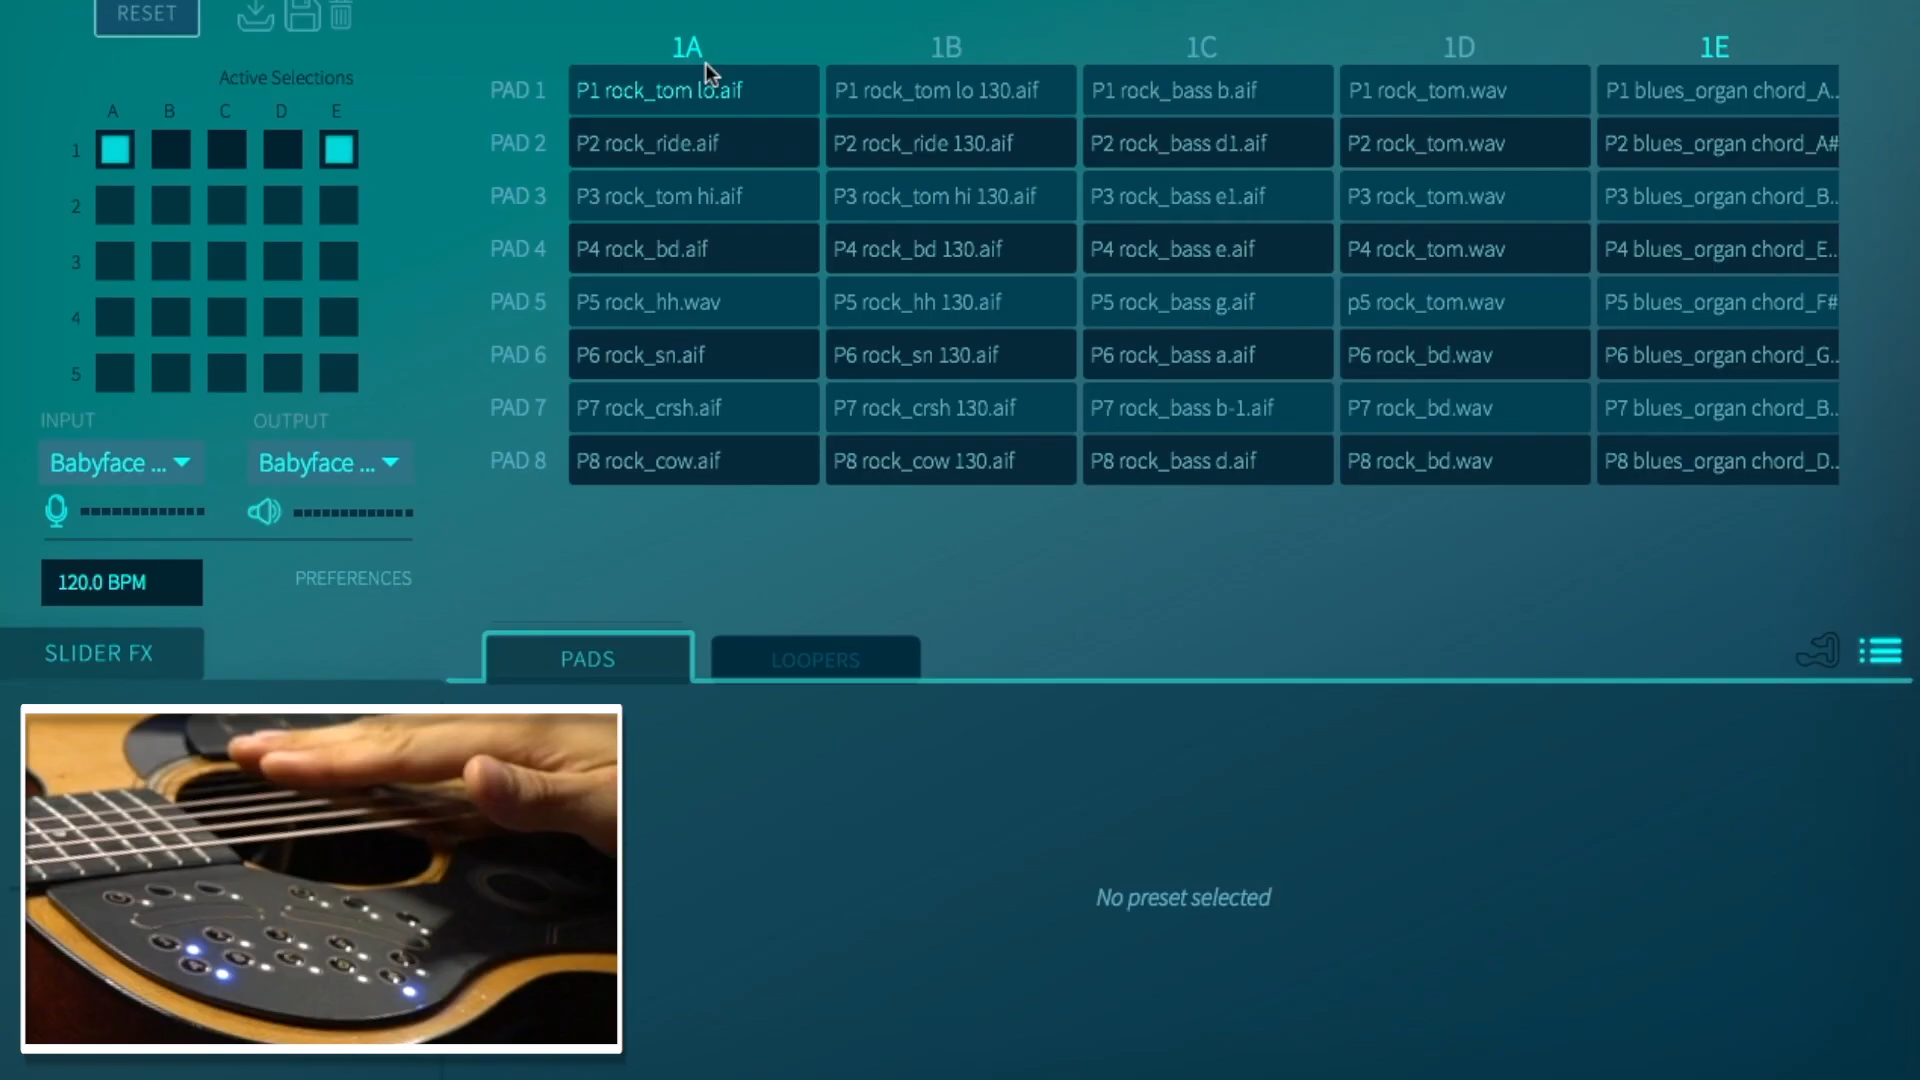 RESET
Active Selections
A B C D E
1
2
3
4
5
INPUT OUTPUT
Babyface ... Babyface ...
120.0 BPM PREFERENCES
SLIDER FX
1A 1B 1C 1D 1E
PAD 1 P1 rock_tom lo.aif P1 rock_tom lo 130.aif P1 rock_bass b.aif P1 rock_tom.wav P1 blues_organ chord_A..
PAD 2 P2 rock_ride.aif P2 rock_ride 130.aif P2 rock_bass d1.aif P2 rock_tom.wav P2 blues_organ chord_A#
PAD 3 P3 rock_tom hi.aif P3 rock_tom hi 130.aif P3 rock_bass e1.aif P3 rock_tom.wav P3 blues_organ chord_B..
PAD 4 P4 rock_bd.aif P4 rock_bd 130.aif P4 rock_bass e.aif P4 rock_tom.wav P4 blues_organ chord_E..
PAD 5 P5 rock_hh.wav P5 rock_hh 130.aif P5 rock_bass g.aif p5 rock_tom.wav P5 blues_organ chord_F#
PAD 6 P6 rock_sn.aif P6 rock_sn 130.aif P6 rock_bass a.aif P6 rock_bd.wav P6 blues_organ chord_G..
PAD 7 P7 rock_crsh.aif P7 rock_crsh 130.aif P7 rock_bass b-1.aif P7 rock_bd.wav P7 blues_organ chord_B..
PAD 8 P8 rock_cow.aif P8 rock_cow 130.aif P8 rock_bass d.aif P8 rock_bd.wav P8 blues_organ chord_D..
PADS LOOPERS
No preset selected